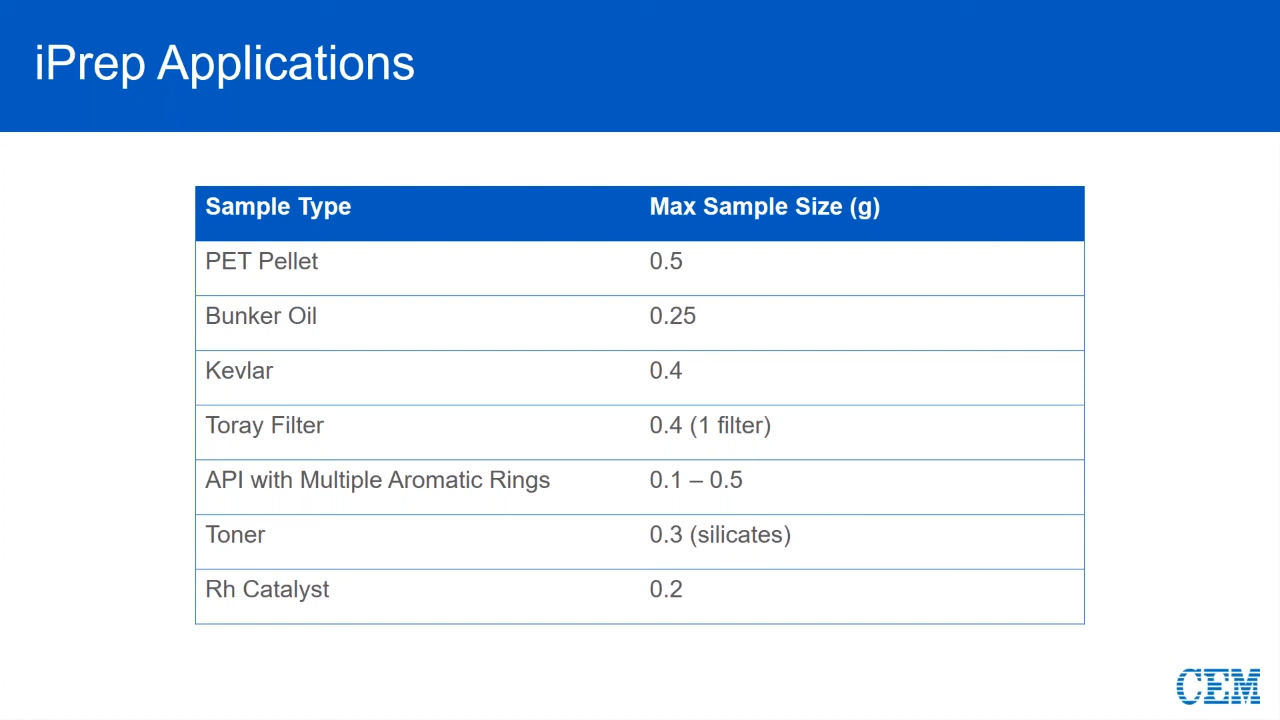 iPrep Applications
Sample Type Max Sample Size (g)
PET Pellet 0.5
Bunker Oil 0.25
Kevlar 0.4
Toray Filter 0.4 (1 filter)
API with Multiple Aromatic Rings 0.1 – 0.5
Toner 0.3 (silicates)
Rh Catalyst 0.2
CEM